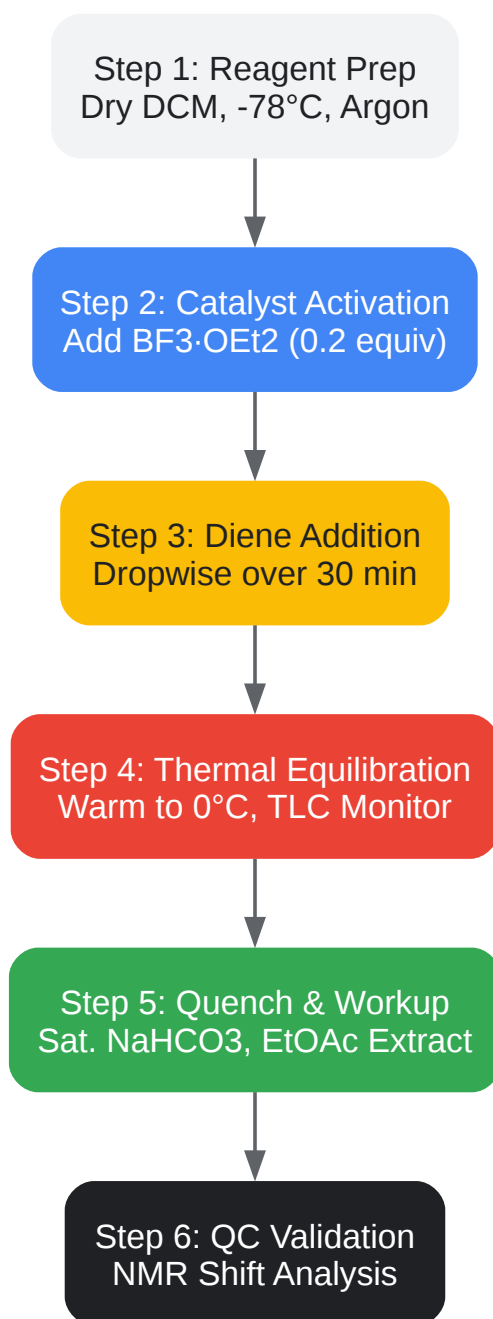 Step 1: Reagent Prep
Dry DCM, -78°C, Argon
Step 2: Catalyst Activation
Add BF3·OEt2 (0.2 equiv)
Step 3: Diene Addition
Dropwise over 30 min
Step 4: Thermal Equilibration
Warm to 0°C, TLC Monitor
Step 5: Quench & Workup
Sat. NaHCO3, EtOAc Extract
Step 6: QC Validation
NMR Shift Analysis